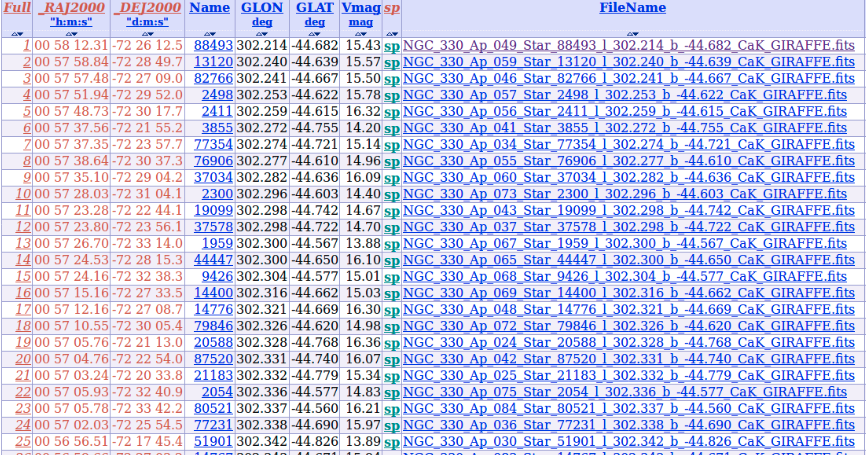 Full _RAJ2000 _DEJ2000 Name GLON GLAT Vmag sp FileName
"h:m:s" "d:m:s" deg deg mag
1 00 58 12.31 -72 26 12.5 88493 302.214 -44.682 15.43 sp NGC_330_Ap_049_Star_88493_l_302.214_b_-44.682_CaK_GIRAFFE.fits
2 00 57 58.84 -72 28 49.7 13120 302.240 -44.639 15.57 sp NGC_330_Ap_059_Star_13120_l_302.240_b_-44.639_CaK_GIRAFFE.fits
3 00 57 57.48 -72 27 09.0 82766 302.241 -44.667 15.50 sp NGC_330_Ap_046_Star_82766_l_302.241_b_-44.667_CaK_GIRAFFE.fits
4 00 57 51.94 -72 29 52.0 2498 302.253 -44.622 15.78 sp NGC_330_Ap_057_Star_2498_l_302.253_b_-44.622_CaK_GIRAFFE.fits
5 00 57 48.73 -72 30 17.7 2411 302.259 -44.615 16.32 sp NGC_330_Ap_056_Star_2411_l_302.259_b_-44.615_CaK_GIRAFFE.fits
6 00 57 37.56 -72 21 55.2 3855 302.272 -44.755 14.20 sp NGC_330_Ap_041_Star_3855_l_302.272_b_-44.755_CaK_GIRAFFE.fits
7 00 57 37.35 -72 23 57.7 77354 302.274 -44.721 15.14 sp NGC_330_Ap_034_Star_77354_l_302.274_b_-44.721_CaK_GIRAFFE.fits
8 00 57 38.64 -72 30 37.3 76906 302.277 -44.610 14.96 sp NGC_330_Ap_055_Star_76906_l_302.277_b_-44.610_CaK_GIRAFFE.fits
9 00 57 35.10 -72 29 04.2 37034 302.282 -44.636 16.09 sp NGC_330_Ap_060_Star_37034_l_302.282_b_-44.636_CaK_GIRAFFE.fits
10 00 57 28.03 -72 31 04.1 2300 302.296 -44.603 14.40 sp NGC_330_Ap_073_Star_2300_l_302.296_b_-44.603_CaK_GIRAFFE.fits
11 00 57 23.28 -72 22 44.1 19099 302.298 -44.742 14.67 sp NGC_330_Ap_043_Star_19099_l_302.298_b_-44.742_CaK_GIRAFFE.fits
12 00 57 23.80 -72 23 56.1 37578 302.298 -44.722 14.70 sp NGC_330_Ap_037_Star_37578_l_302.298_b_-44.722_CaK_GIRAFFE.fits
13 00 57 26.70 -72 33 14.0 1959 302.300 -44.567 13.88 sp NGC_330_Ap_067_Star_1959_l_302.300_b_-44.567_CaK_GIRAFFE.fits
14 00 57 24.53 -72 28 15.3 44447 302.300 -44.650 16.10 sp NGC_330_Ap_065_Star_44447_l_302.300_b_-44.650_CaK_GIRAFFE.fits
15 00 57 24.16 -72 32 38.3 9426 302.304 -44.577 15.01 sp NGC_330_Ap_068_Star_9426_l_302.304_b_-44.577_CaK_GIRAFFE.fits
16 00 57 15.16 -72 27 33.5 14400 302.316 -44.662 15.03 sp NGC_330_Ap_069_Star_14400_l_302.316_b_-44.662_CaK_GIRAFFE.fits
17 00 57 12.16 -72 27 08.7 14776 302.321 -44.669 16.30 sp NGC_330_Ap_048_Star_14776_l_302.321_b_-44.669_CaK_GIRAFFE.fits
18 00 57 10.55 -72 30 05.4 79846 302.326 -44.620 14.98 sp NGC_330_Ap_072_Star_79846_l_302.326_b_-44.620_CaK_GIRAFFE.fits
19 00 57 05.76 -72 21 13.0 20588 302.328 -44.768 16.36 sp NGC_330_Ap_024_Star_20588_l_302.328_b_-44.768_CaK_GIRAFFE.fits
20 00 57 04.76 -72 22 54.0 87520 302.331 -44.740 16.07 sp NGC_330_Ap_042_Star_87520_l_302.331_b_-44.740_CaK_GIRAFFE.fits
21 00 57 03.24 -72 20 33.8 21183 302.332 -44.779 15.34 sp NGC_330_Ap_025_Star_21183_l_302.332_b_-44.779_CaK_GIRAFFE.fits
22 00 57 05.93 -72 32 40.9 2054 302.336 -44.577 14.83 sp NGC_330_Ap_075_Star_2054_l_302.336_b_-44.577_CaK_GIRAFFE.fits
23 00 57 05.78 -72 33 42.2 80521 302.337 -44.560 16.21 sp NGC_330_Ap_084_Star_80521_l_302.337_b_-44.560_CaK_GIRAFFE.fits
24 00 57 02.03 -72 25 54.5 77231 302.338 -44.690 15.97 sp NGC_330_Ap_036_Star_77231_l_302.338_b_-44.690_CaK_GIRAFFE.fits
25 00 56 56.51 -72 17 45.4 51901 302.342 -44.826 13.89 sp NGC_330_Ap_030_Star_51901_l_302.342_b_-44.826_CaK_GIRAFFE.fits